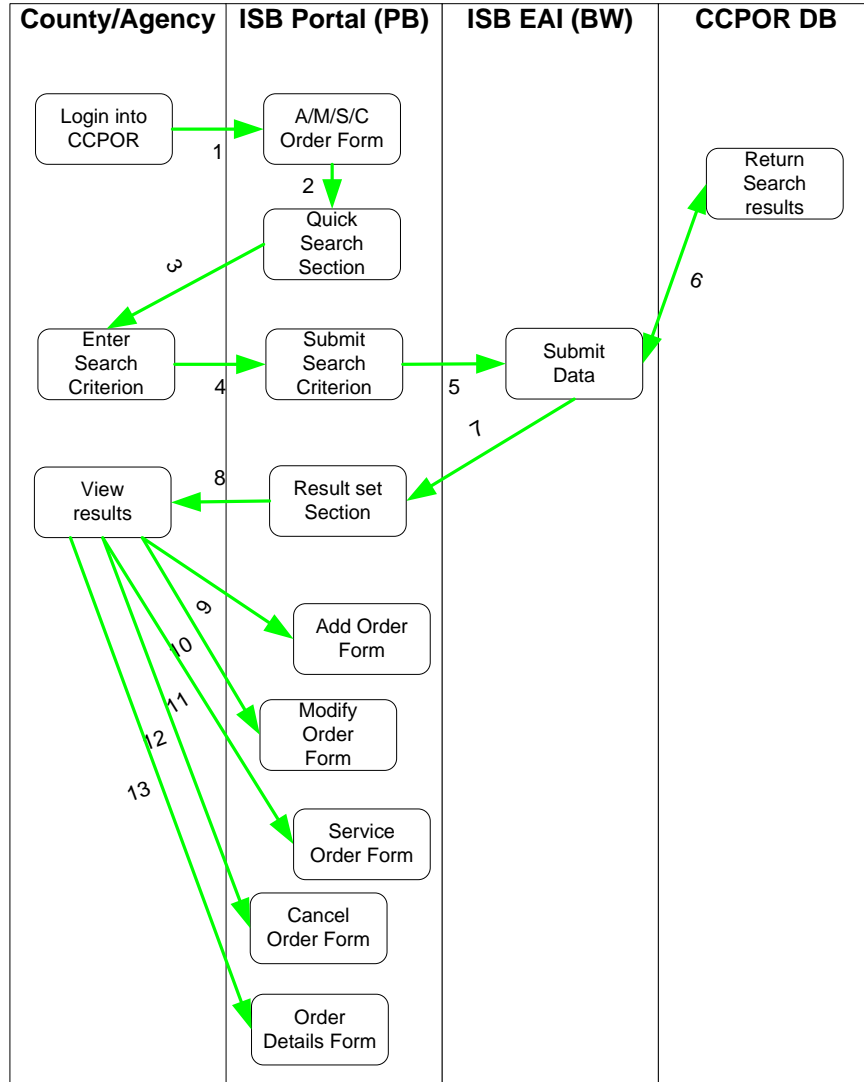 County/Agency
ISB Portal (PB)
ISB EAI (BW)
CCPOR DB
Login into
CCPOR
1
A/M/S/C
Order Form
2
Quick
Search
Section
Return
Search
results
3
6
Enter
Search
Criterion
4
Submit
Search
Criterion
5
Submit
Data
7
View
results
8
Result set
Section
9
Add Order
Form
10
11
Modify
Order
Form
12
13
Service
Order Form
Cancel
Order Form
Order
Details Form